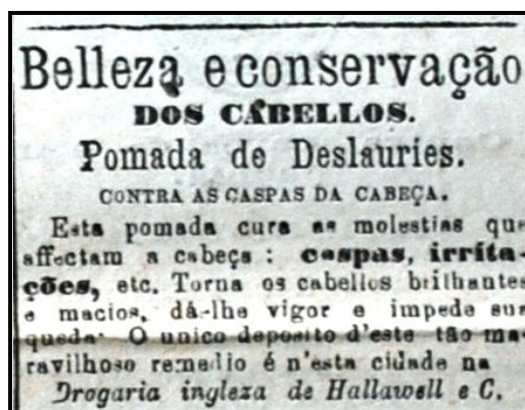 Belleza e conservação
DOS CABELLOS.
Pomada de Deslauries.
CONTRA AS CASPAS DA CABEÇA.
Esta pomada cura as molestias que
affectam a cabeça : caspas, irrita-
ções, etc. Torna os cabellos brilhantes
e macios, dá-lhe vigor e impede sua
queda. O unico deposito d'este tão ma-
ravilhoso remedio é n'esta cidade na
Drogaria ingleza de Hallawell e C.